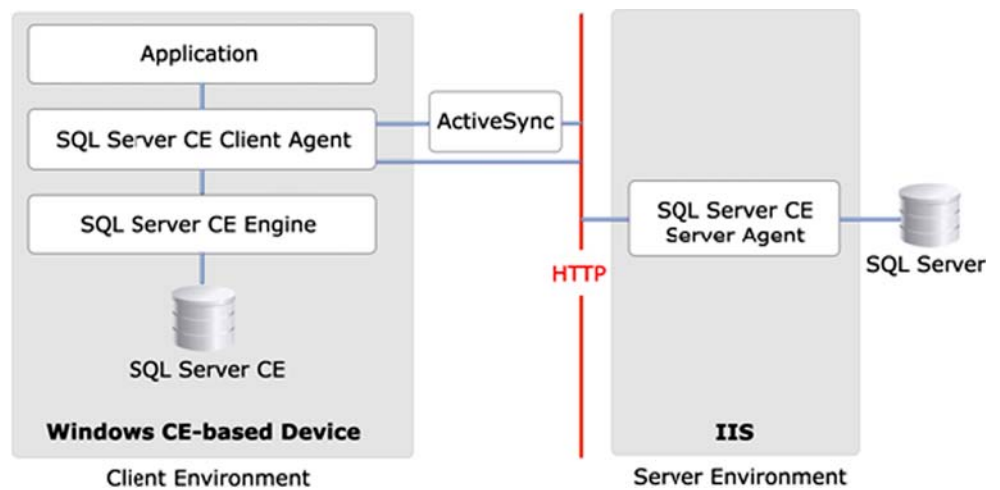 Application
SQL Server CE Client Agent
ActiveSync
SQL Server CE Engine
SQL Server CE
Windows CE-based Device
Client Environment
HTTP
SQL Server CE
Server Agent
SQL Server
IIS
Server Environment